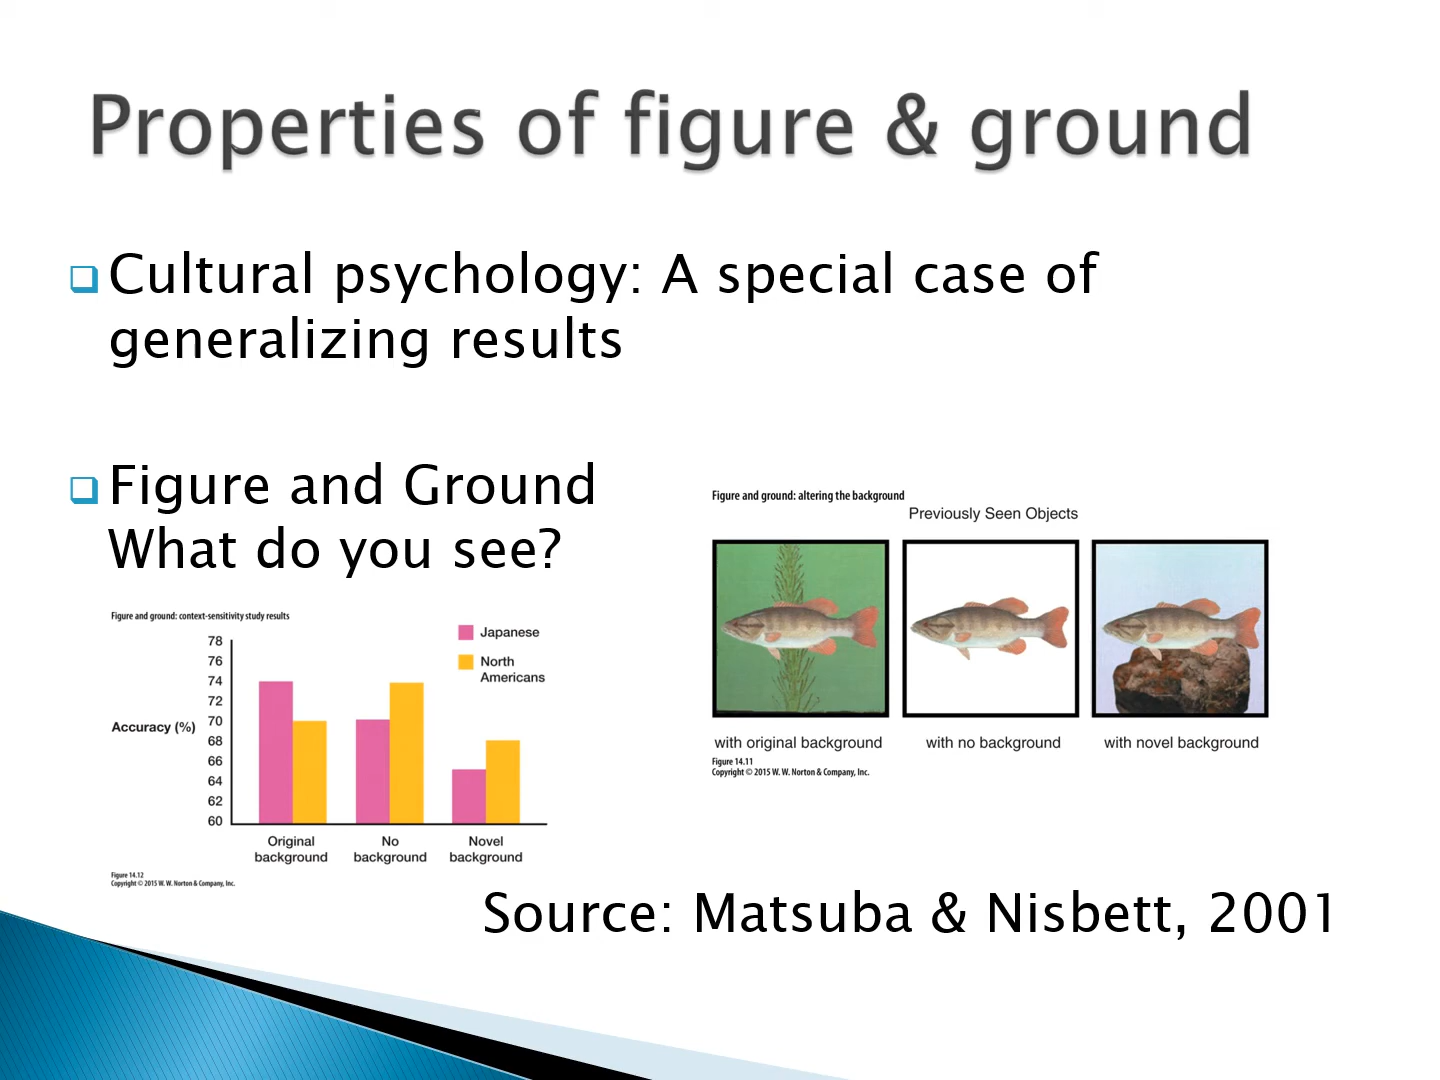 Properties of figure & ground
Cultural psychology: A special case of
generalizing results
Figure and Ground
What do you see?
Figure and ground: altering the background
Previously Seen Objects
with original background
with no background
with novel background
Figure 14.11
Copyright © 2015 W. W. Norton & Company, Inc.
Figure and ground: context-sensitivity study results
Japanese
North
Americans
78
76
74
72
70
68
66
64
62
60
Accuracy (%)
Original
background
No
background
Novel
background
Figure 14.12
Copyright © 2015 W. W. Norton & Company, Inc.
Source: Matsuba & Nisbett, 2001